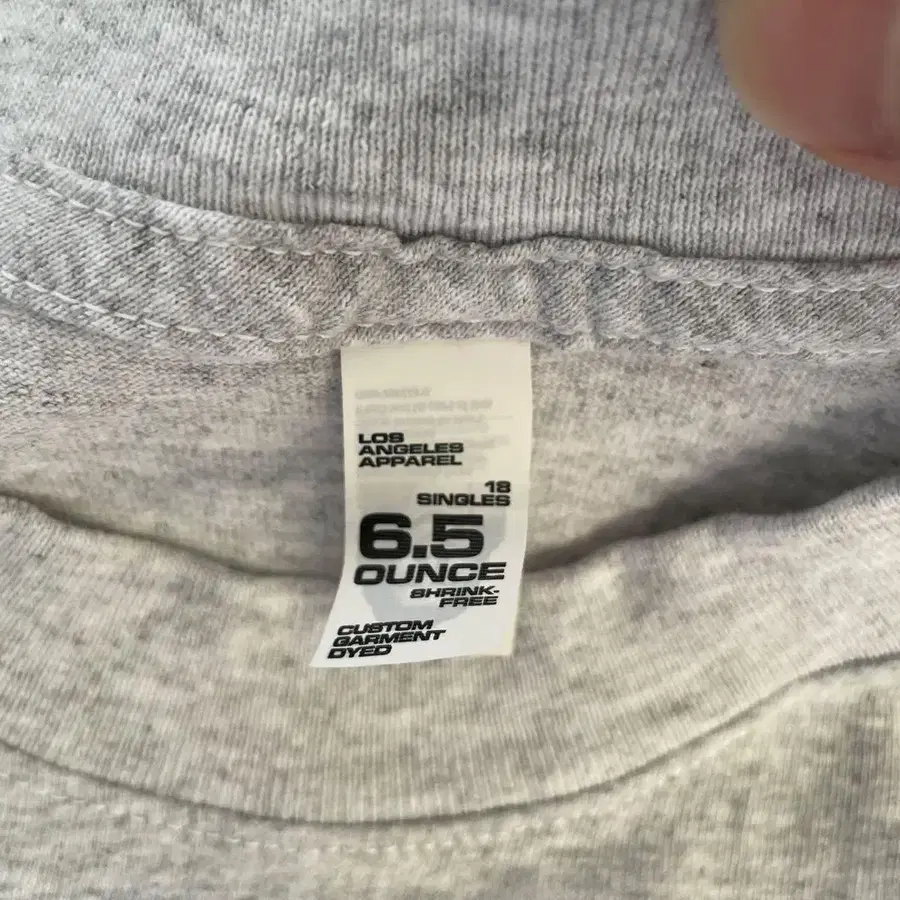 LOS
ANGELES
APPAREL
18
SINGLES
6.5
OUNCE
SHRINK-
FREE
CUSTOM
GARMENT
DYED